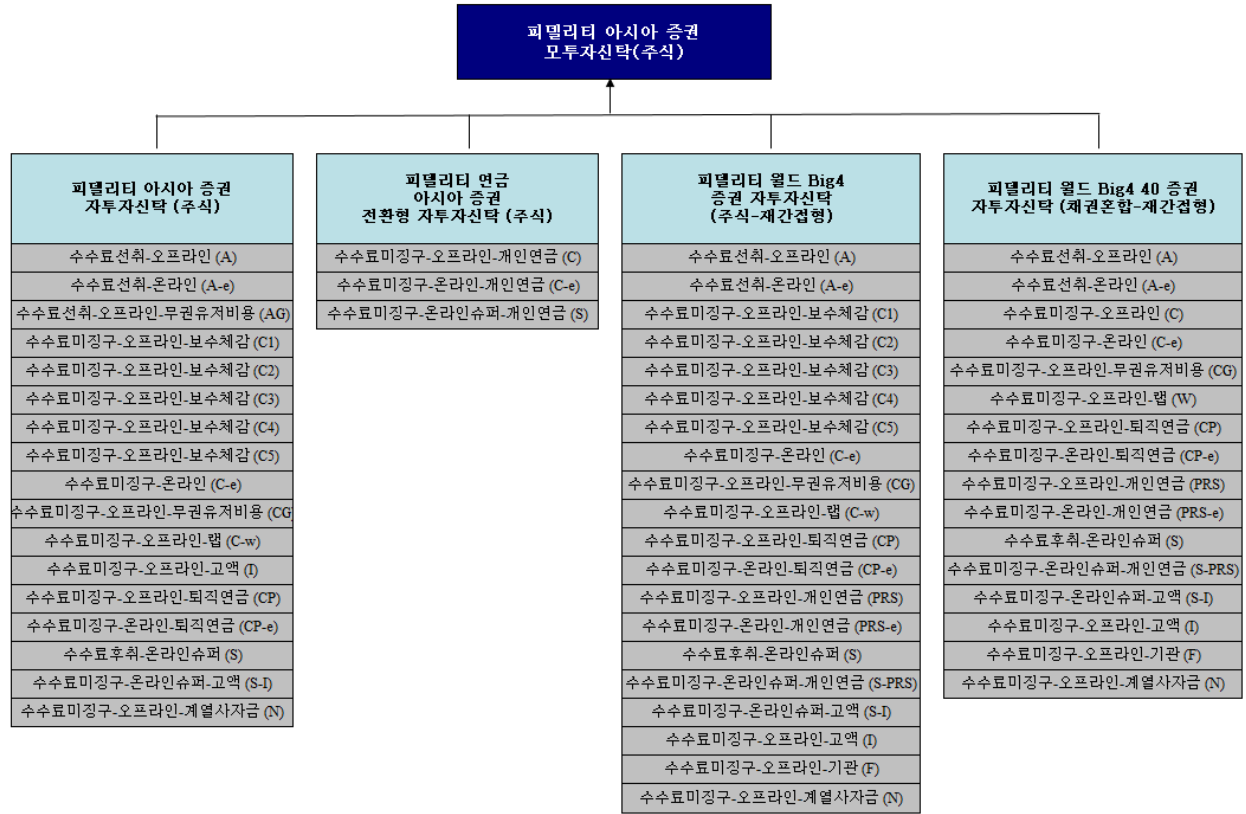 피델리티 아시아 증권
모투자신탁(주식)
피델리티 아시아 증권
자투자신탁 (주식)
수수료선취-오프라인 (A)
수수료선취-온라인 (A-e)
수수료선취-오프라인-무권유저비용 (AG)
수수료미징구-오프라인-보수체감 (C1)
수수료미징구-오프라인-보수체감 (C2)
수수료미징구-오프라인-보수체감 (C3)
수수료미징구-오프라인-보수체감 (C4)
수수료미징구-오프라인-보수체감 (C5)
수수료미징구-온라인 (C-e)
수수료미징구-오프라인-무권유저비용 (CG)
수수료미징구-오프라인-랩 (C-w)
수수료미징구-오프라인-고액 (I)
수수료미징구-오프라인-퇴직연금 (CP)
수수료미징구-온라인-퇴직연금 (CP-e)
수수료후취-온라인슈퍼 (S)
수수료미징구-온라인슈퍼-고액 (S-I)
수수료미징구-오프라인-계열사자금 (N)
피델리티 연금
아시아 증권
전환형 자투자신탁 (주식)
수수료미징구-오프라인-개인연금 (C)
수수료미징구-온라인-개인연금 (C-e)
수수료미징구-온라인슈퍼-개인연금 (S)
피델리티 월드 Big4
증권 자투자신탁
(주식-재간접형)
수수료선취-오프라인 (A)
수수료선취-온라인 (A-e)
수수료미징구-오프라인-보수체감 (C1)
수수료미징구-오프라인-보수체감 (C2)
수수료미징구-오프라인-보수체감 (C3)
수수료미징구-오프라인-보수체감 (C4)
수수료미징구-오프라인-보수체감 (C5)
수수료미징구-온라인 (C-e)
수수료미징구-오프라인-무권유저비용 (CG)
수수료미징구-오프라인-랩 (C-w)
수수료미징구-오프라인-퇴직연금 (CP)
수수료미징구-온라인-퇴직연금 (CP-e)
수수료미징구-오프라인-개인연금 (PRS)
수수료미징구-온라인-개인연금 (PRS-e)
수수료후취-온라인슈퍼 (S)
수수료미징구-온라인슈퍼-개인연금 (S-PRS)
수수료미징구-온라인슈퍼-고액 (S-I)
수수료미징구-오프라인-고액 (I)
수수료미징구-오프라인-기관 (F)
수수료미징구-오프라인-계열사자금 (N)
피델리티 월드 Big4 40 증권
자투자신탁 (채권혼합-재간접형)
수수료선취-오프라인 (A)
수수료선취-온라인 (A-e)
수수료미징구-오프라인 (C)
수수료미징구-온라인 (C-e)
수수료미징구-오프라인-무권유저비용 (CG)
수수료미징구-오프라인-랩 (W)
수수료미징구-오프라인-퇴직연금 (CP)
수수료미징구-온라인-퇴직연금 (CP-e)
수수료미징구-오프라인-개인연금 (PRS)
수수료미징구-온라인-개인연금 (PRS-e)
수수료후취-온라인슈퍼 (S)
수수료미징구-온라인슈퍼-개인연금 (S-PRS)
수수료미징구-온라인슈퍼-고액 (S-I)
수수료미징구-오프라인-고액 (I)
수수료미징구-오프라인-기관 (F)
수수료미징구-오프라인-계열사자금 (N)